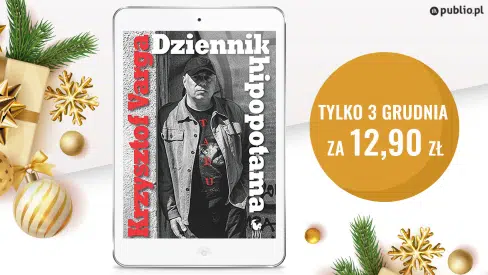 publio.pl
Krzysztof Varga
Dziennik
hipopotama
TYLKO 3 GRUDNIA
ZA 12,90 ZŁ